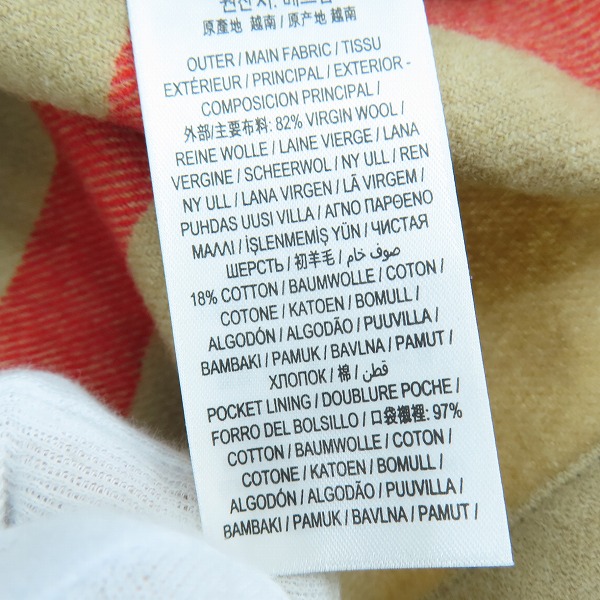 原產地 越南 / 原产地 越南
OUTER / MAIN FABRIC / TISSU
EXTÉRIEUR / PRINCIPAL / EXTERIOR -
COMPOSICION PRINCIPAL /
外部/主要布料: 82% VIRGIN WOOL /
REINE WOLLE / LAINE VIERGE / LANA
VERGINE / SCHEERWOL / NY ULL / REN
NY ULL / LANA VIRGEN / LÃ VIRGEM /
PUHDAS UUSI VILLA / ΑΓΝΟ ΠΑΡΘΕΝΟ
ΜΑΛΛΙ / İŞLENMEMİŞ YÜN / ЧИСТАЯ
ШЕРСТЬ / 初羊毛 / صوف خام /
18% COTTON / BAUMWOLLE / COTON /
COTONE / KATOEN / BOMULL /
ALGODÓN / ALGODÃO / PUUVILLA /
ΒΑΜΒΑΚΙ / PAMUK / BAVLNA / PAMUT /
ХЛОПОК / 棉 / قطن /
POCKET LINING / DOUBLURE POCHE /
FORRO DEL BOLSILLO / 口袋襯裡: 97%
COTTON / BAUMWOLLE / COTON /
COTONE / KATOEN / BOMULL /
ALGODÓN / ALGODÃO / PUUVILLA /
ΒΑΜΒΑΚΙ / PAMUK / BAVLNA / PAMUT /